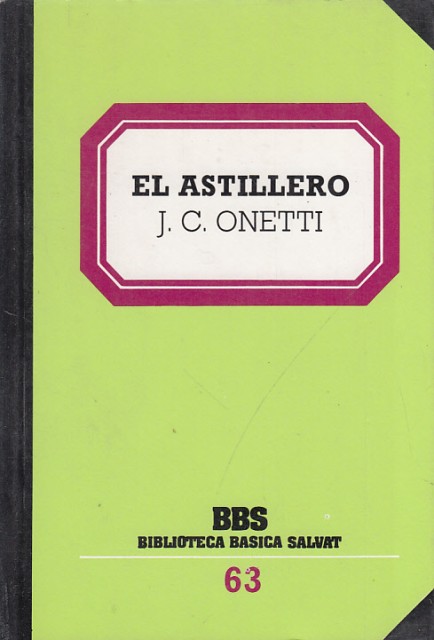 EL ASTILLERO
J. C. ONETTI
BBS
BIBLIOTECA BASICA SALVAT
63